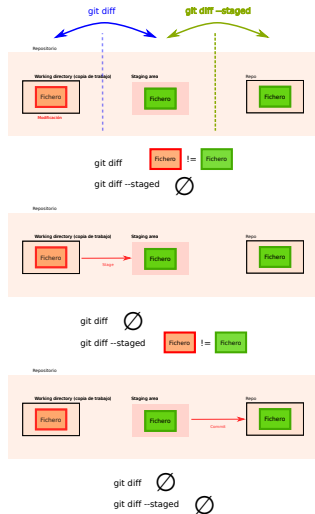 git diff
git diff --staged
Repositorio
Working directory (copia de trabajo)
Staging area
Repo
Fichero
Fichero
Fichero
Modificación
git diff
Fichero != Fichero
git diff --staged ∅
Repositorio
Working directory (copia de trabajo)
Staging area
Repo
Fichero
Fichero
Fichero
Stage
git diff ∅
git diff --staged
Fichero != Fichero
Repositorio
Working directory (copia de trabajo)
Staging area
Repo
Fichero
Fichero
Fichero
Commit
git diff ∅
git diff --staged ∅